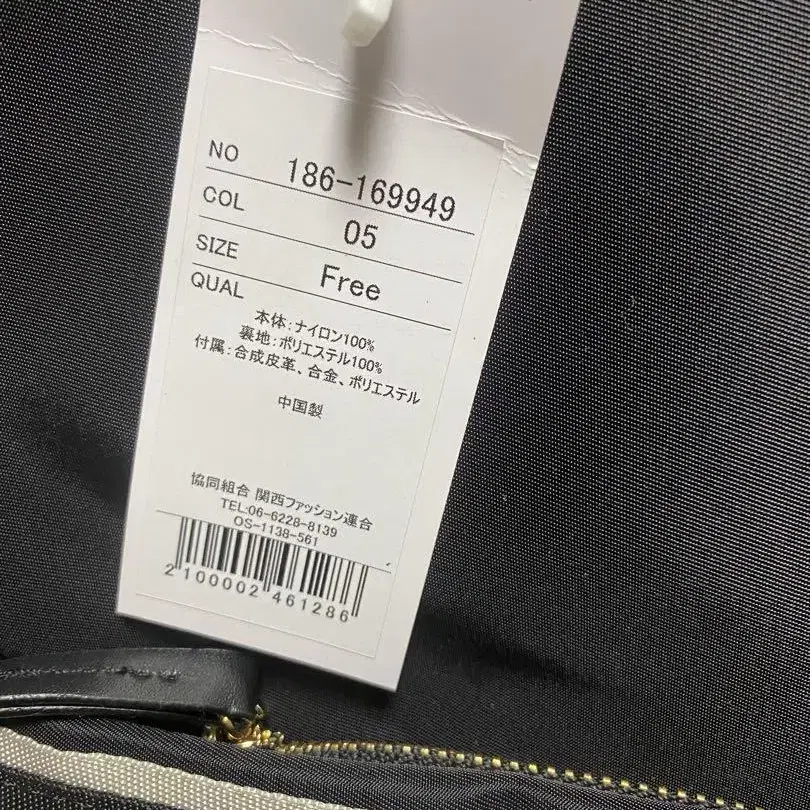 NO 186-169949
COL 05
SIZE Free
QUAL
本体:ナイロン100%
裏地:ポリエステル100%
付属:合成皮革、合金、ポリエステル
中国製
協同組合 関西ファッション連合
TEL:06-6228-8139
OS-1138-561
2 100002 461286